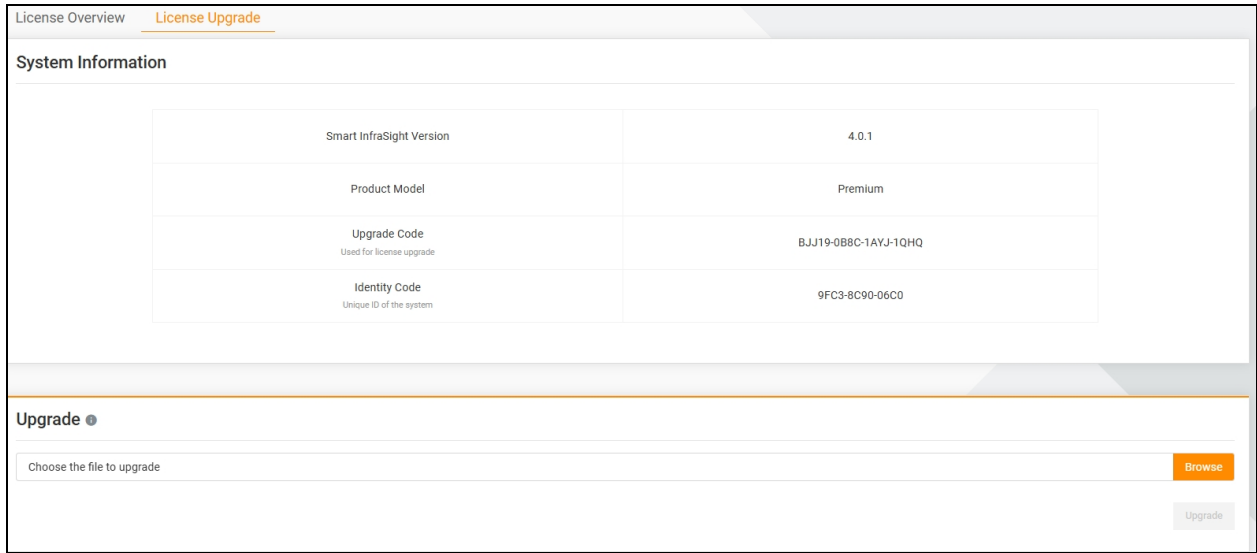 License Overview License Upgrade
System Information
Smart InfraSight Version 4.0.1
Product Model Premium
Upgrade Code
Used for license upgrade
BJJ19-0B8C-1AYJ-1QHQ
Identity Code
Unique ID of the system
9FC3-8C90-06C0
Upgrade
Choose the file to upgrade Browse
Upgrade